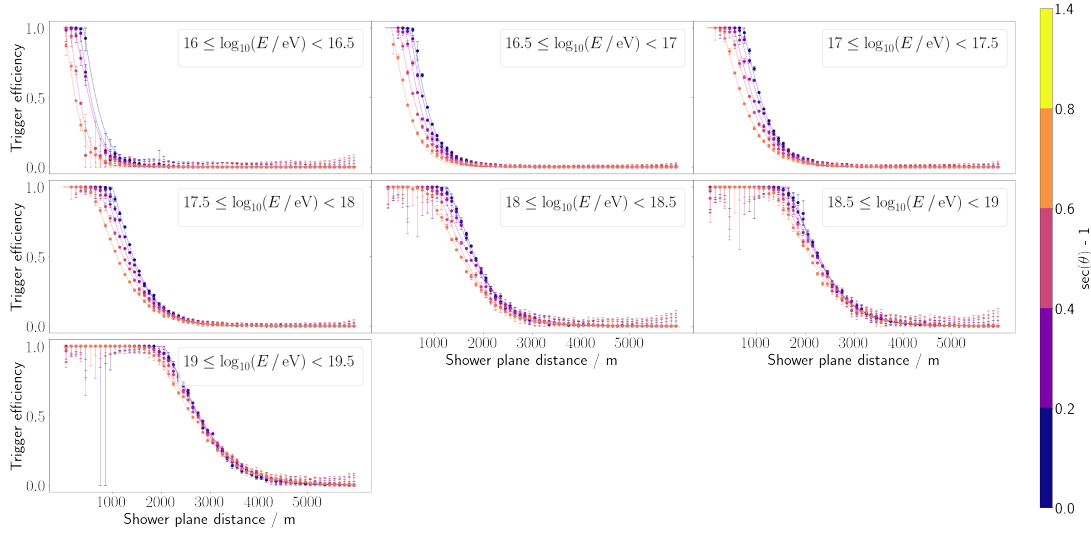 1.0
0.5
0.0
Trigger efficiency
16 ≤ log₁₀(E / eV) < 16.5
16.5 ≤ log₁₀(E / eV) < 17
17 ≤ log₁₀(E / eV) < 17.5
1.0
0.5
0.0
Trigger efficiency
17.5 ≤ log₁₀(E / eV) < 18
18 ≤ log₁₀(E / eV) < 18.5
18.5 ≤ log₁₀(E / eV) < 19
1000 2000 3000 4000 5000
Shower plane distance / m
1000 2000 3000 4000 5000
Shower plane distance / m
1.0
0.5
0.0
Trigger efficiency
19 ≤ log₁₀(E / eV) < 19.5
1000 2000 3000 4000 5000
Shower plane distance / m
1.4
0.8
0.6
0.4
0.2
0.0
sec(θ) - 1